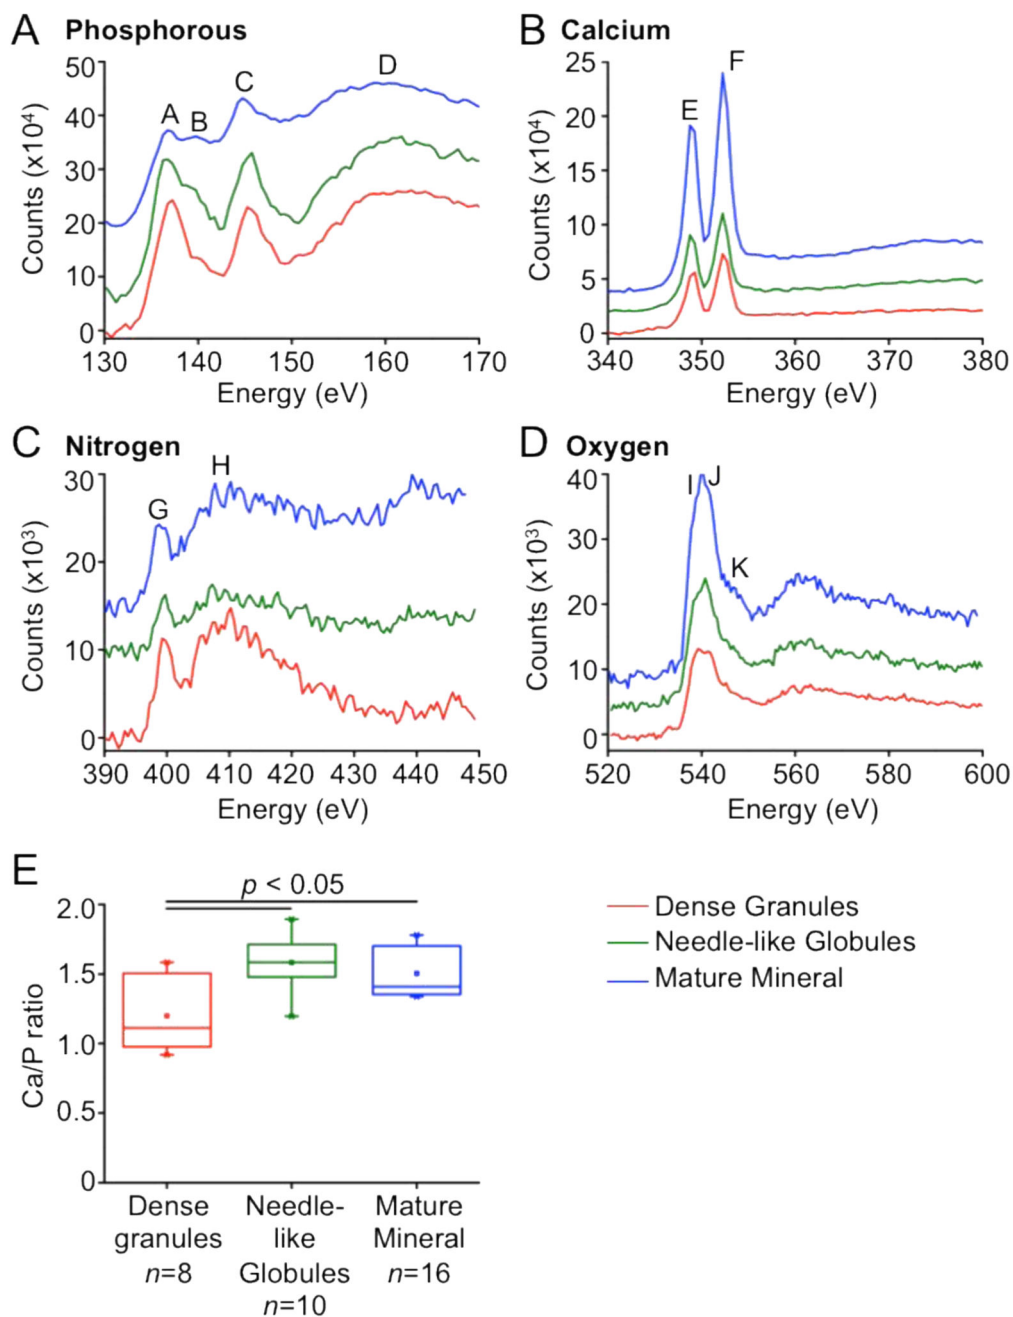 A Phosphorous
50
40
30
20
10
0
Counts (x10⁴)
A
B
C
D
130 140 150 160 170
Energy (eV)
B Calcium
25
20
15
10
5
0
Counts (x10⁴)
E
F
340 350 360 370 380
Energy (eV)
C Nitrogen
30
20
10
0
Counts (x10³)
G
H
390 400 410 420 430 440 450
Energy (eV)
D Oxygen
40
30
20
10
0
Counts (x10³)
I
J
K
520 540 560 580 600
Energy (eV)
E
p < 0.05
2.0
1.5
1.0
0.5
0
Ca/P ratio
Dense
granules
n=8
Needle-
like
Globules
n=10
Mature
Mineral
n=16
Dense Granules
Needle-like Globules
Mature Mineral